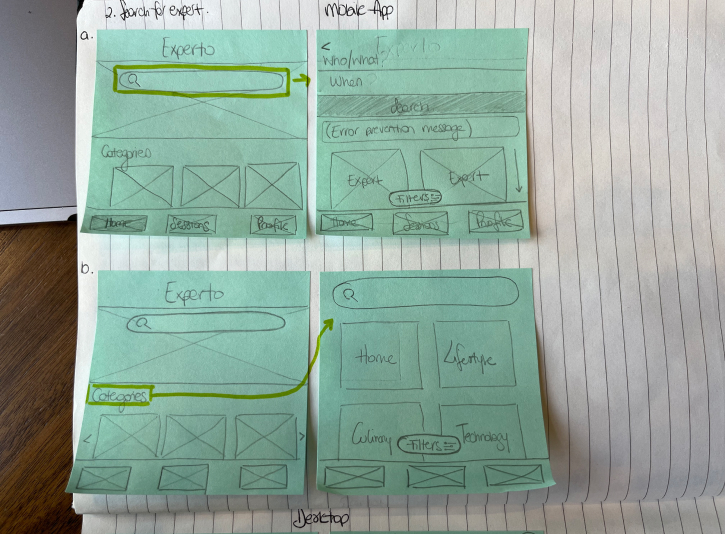 2. Search for expert.
Mobile App
a.
Experto
Categories
Home
Sessions
Profile
< Experto
Who/What
When
Search
(Error prevention message)
Expert
Expert
Filters
Home
Sessions
Profile
b.
Experto
Categories
<
>
Home
Lifestyle
Culinary
Technology
Filters
Desktop